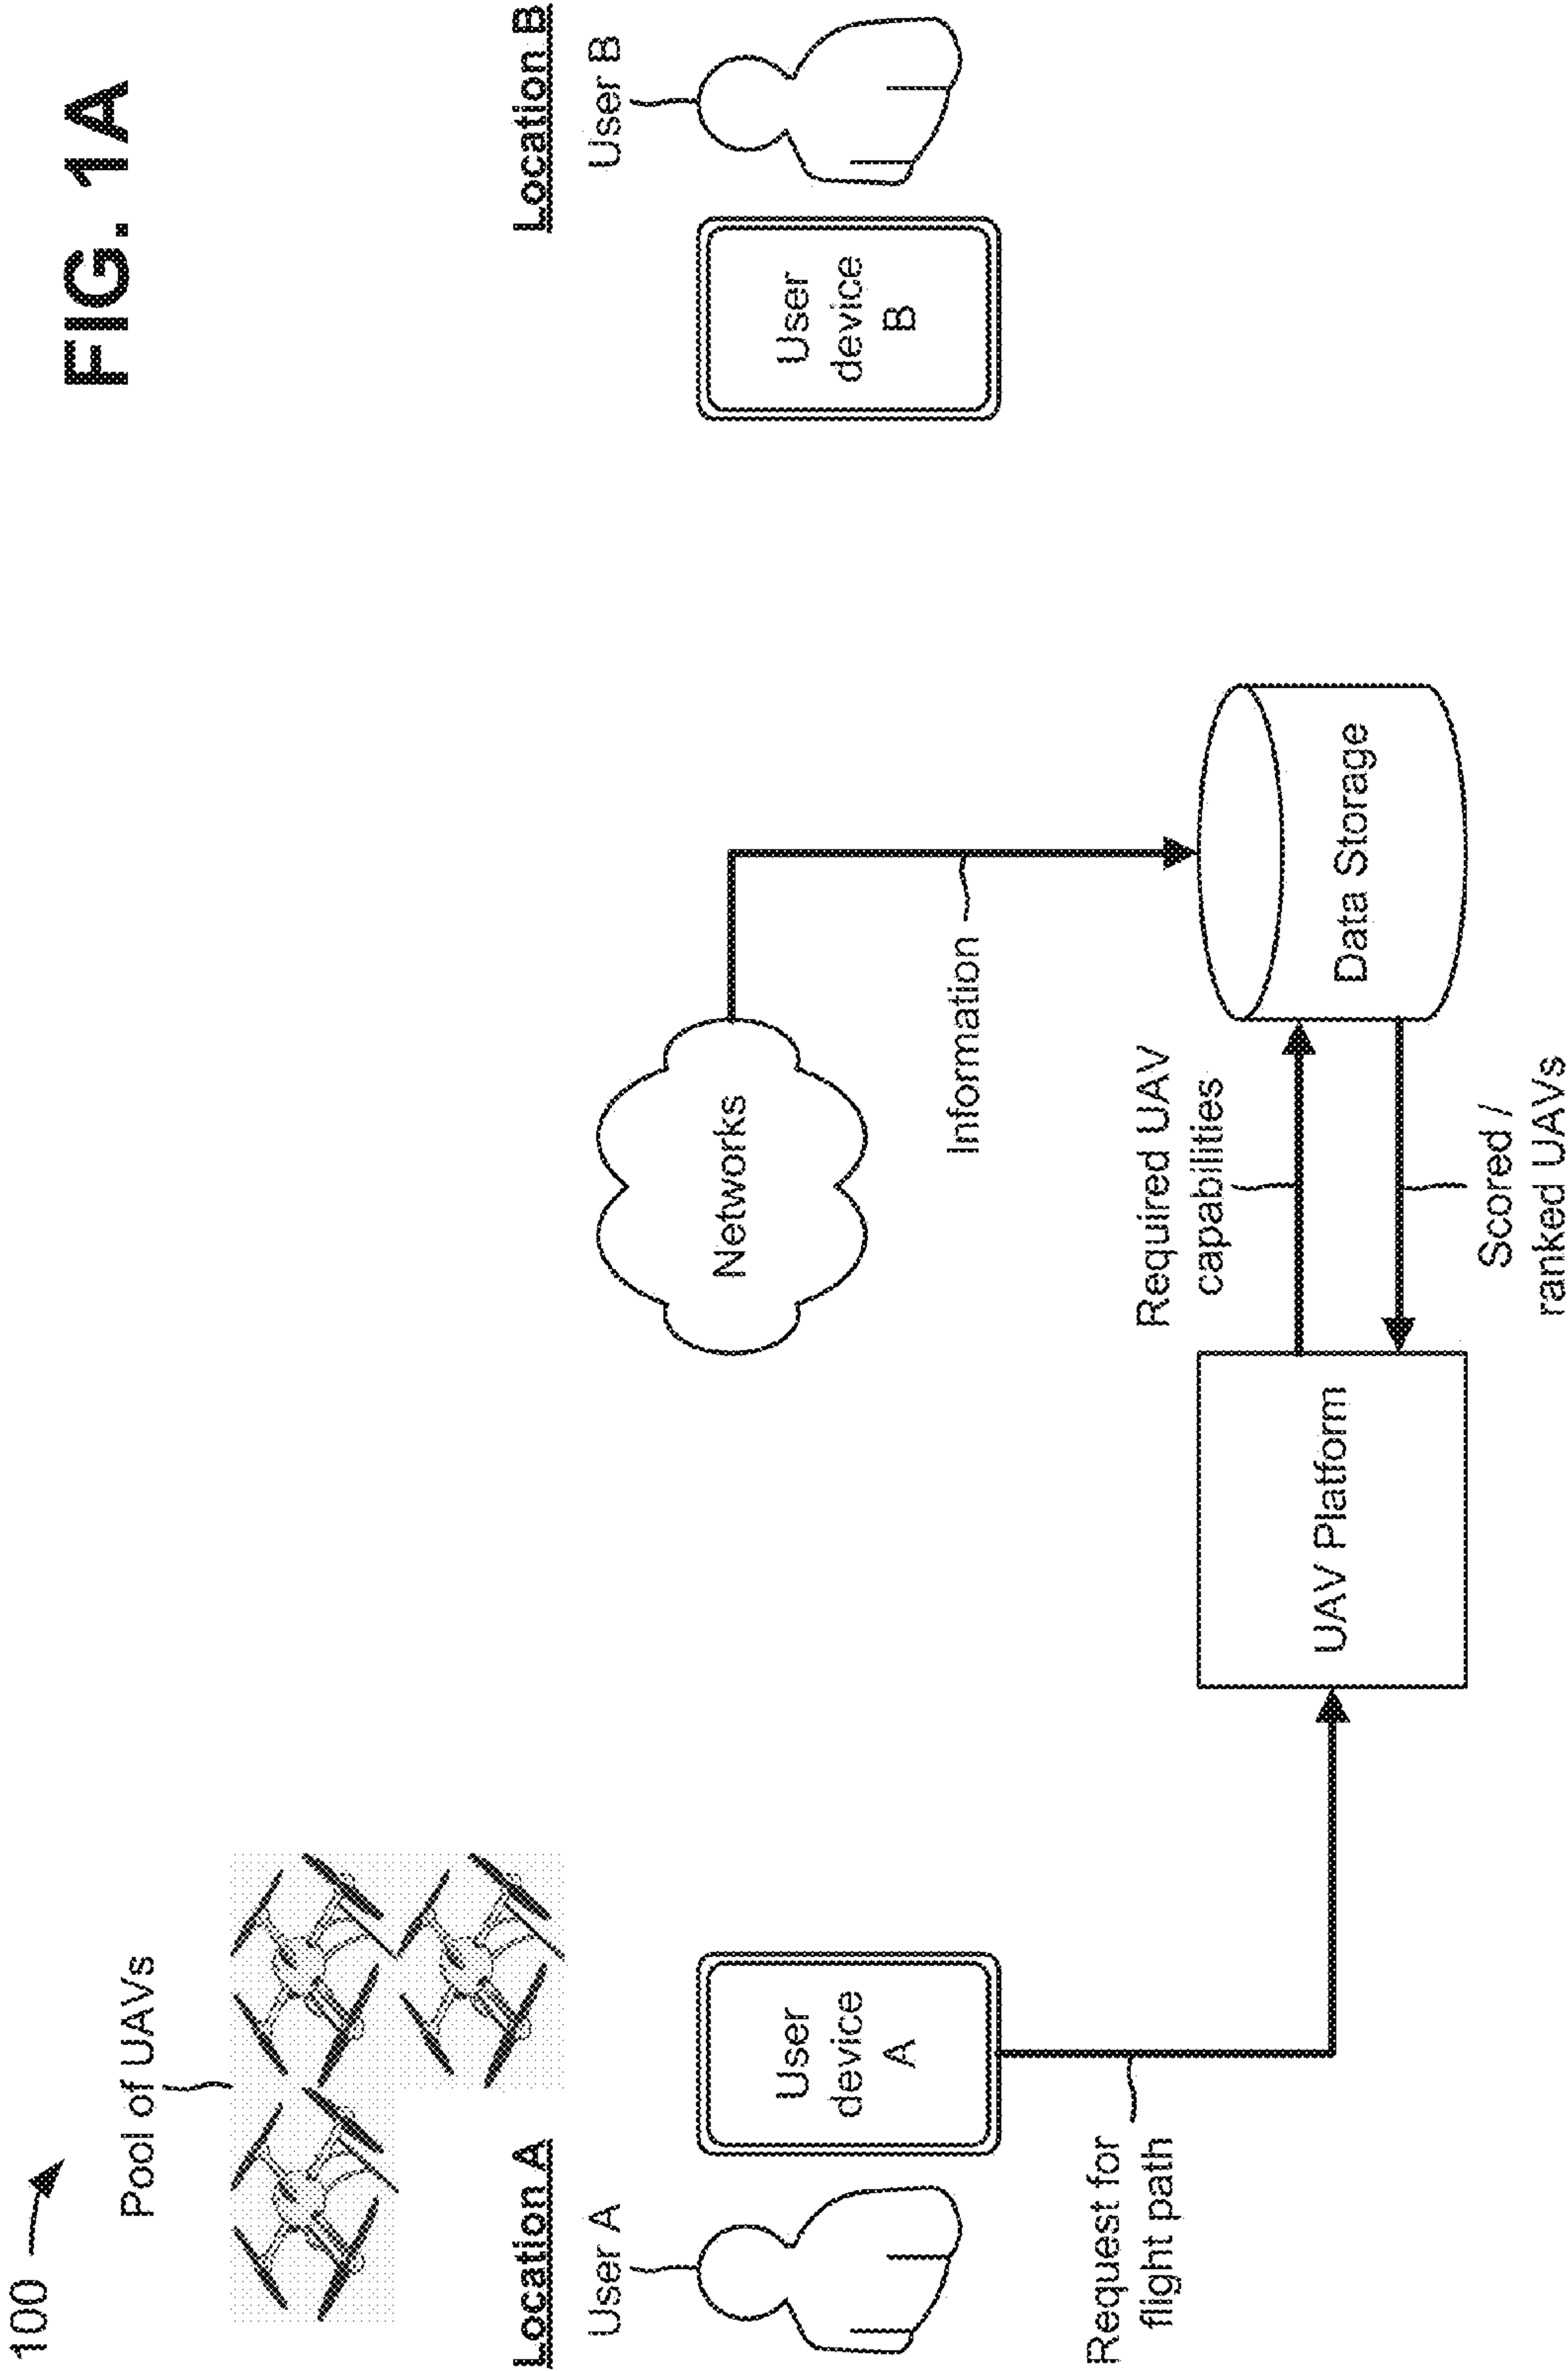 FIG. 1A
100
Pool of UAVs
Location A
User A
User
device
A
Request for
flight path
Location B
User B
User
device
B
Networks
Information
Required UAV
capabilities
UAV Platform
Data Storage
Scored /
ranked UAVs